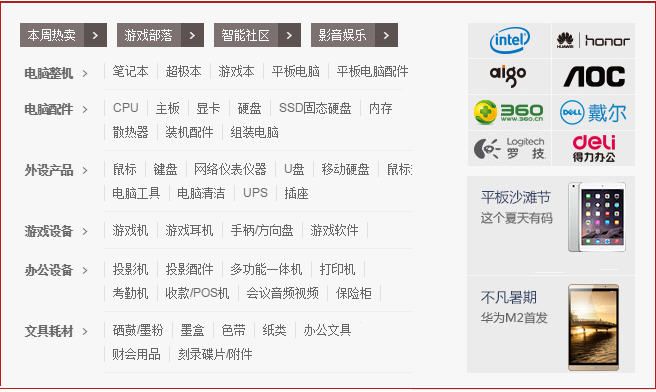 本周热卖 > 游戏部落 > 智能社区 > 影音娱乐 >
电脑整机 > 笔记本 超极本 游戏本 平板电脑 平板电脑配件
电脑配件 > CPU 主板 显卡 硬盘 SSD固态硬盘 内存
散热器 装机配件 组装电脑
外设产品 > 鼠标 键盘 网络仪表仪器 U盘 移动硬盘 鼠标
电脑工具 电脑清洁 UPS 插座
游戏设备 > 游戏机 游戏耳机 手柄/方向盘 游戏软件
办公设备 > 投影机 投影配件 多功能一体机 打印机
考勤机 收款/POS机 会议音频视频 保险柜
文具耗材 > 硒鼓/墨粉 墨盒 色带 纸类 办公文具
财会用品 刻录碟片/附件
intel HUAWEI honor
aigo AOC
360 DELL 戴尔
WWW.360.CN
Logitech deli
罗技 得力办公
平板沙滩节
这个夏天有码
不凡暑期
华为M2首发